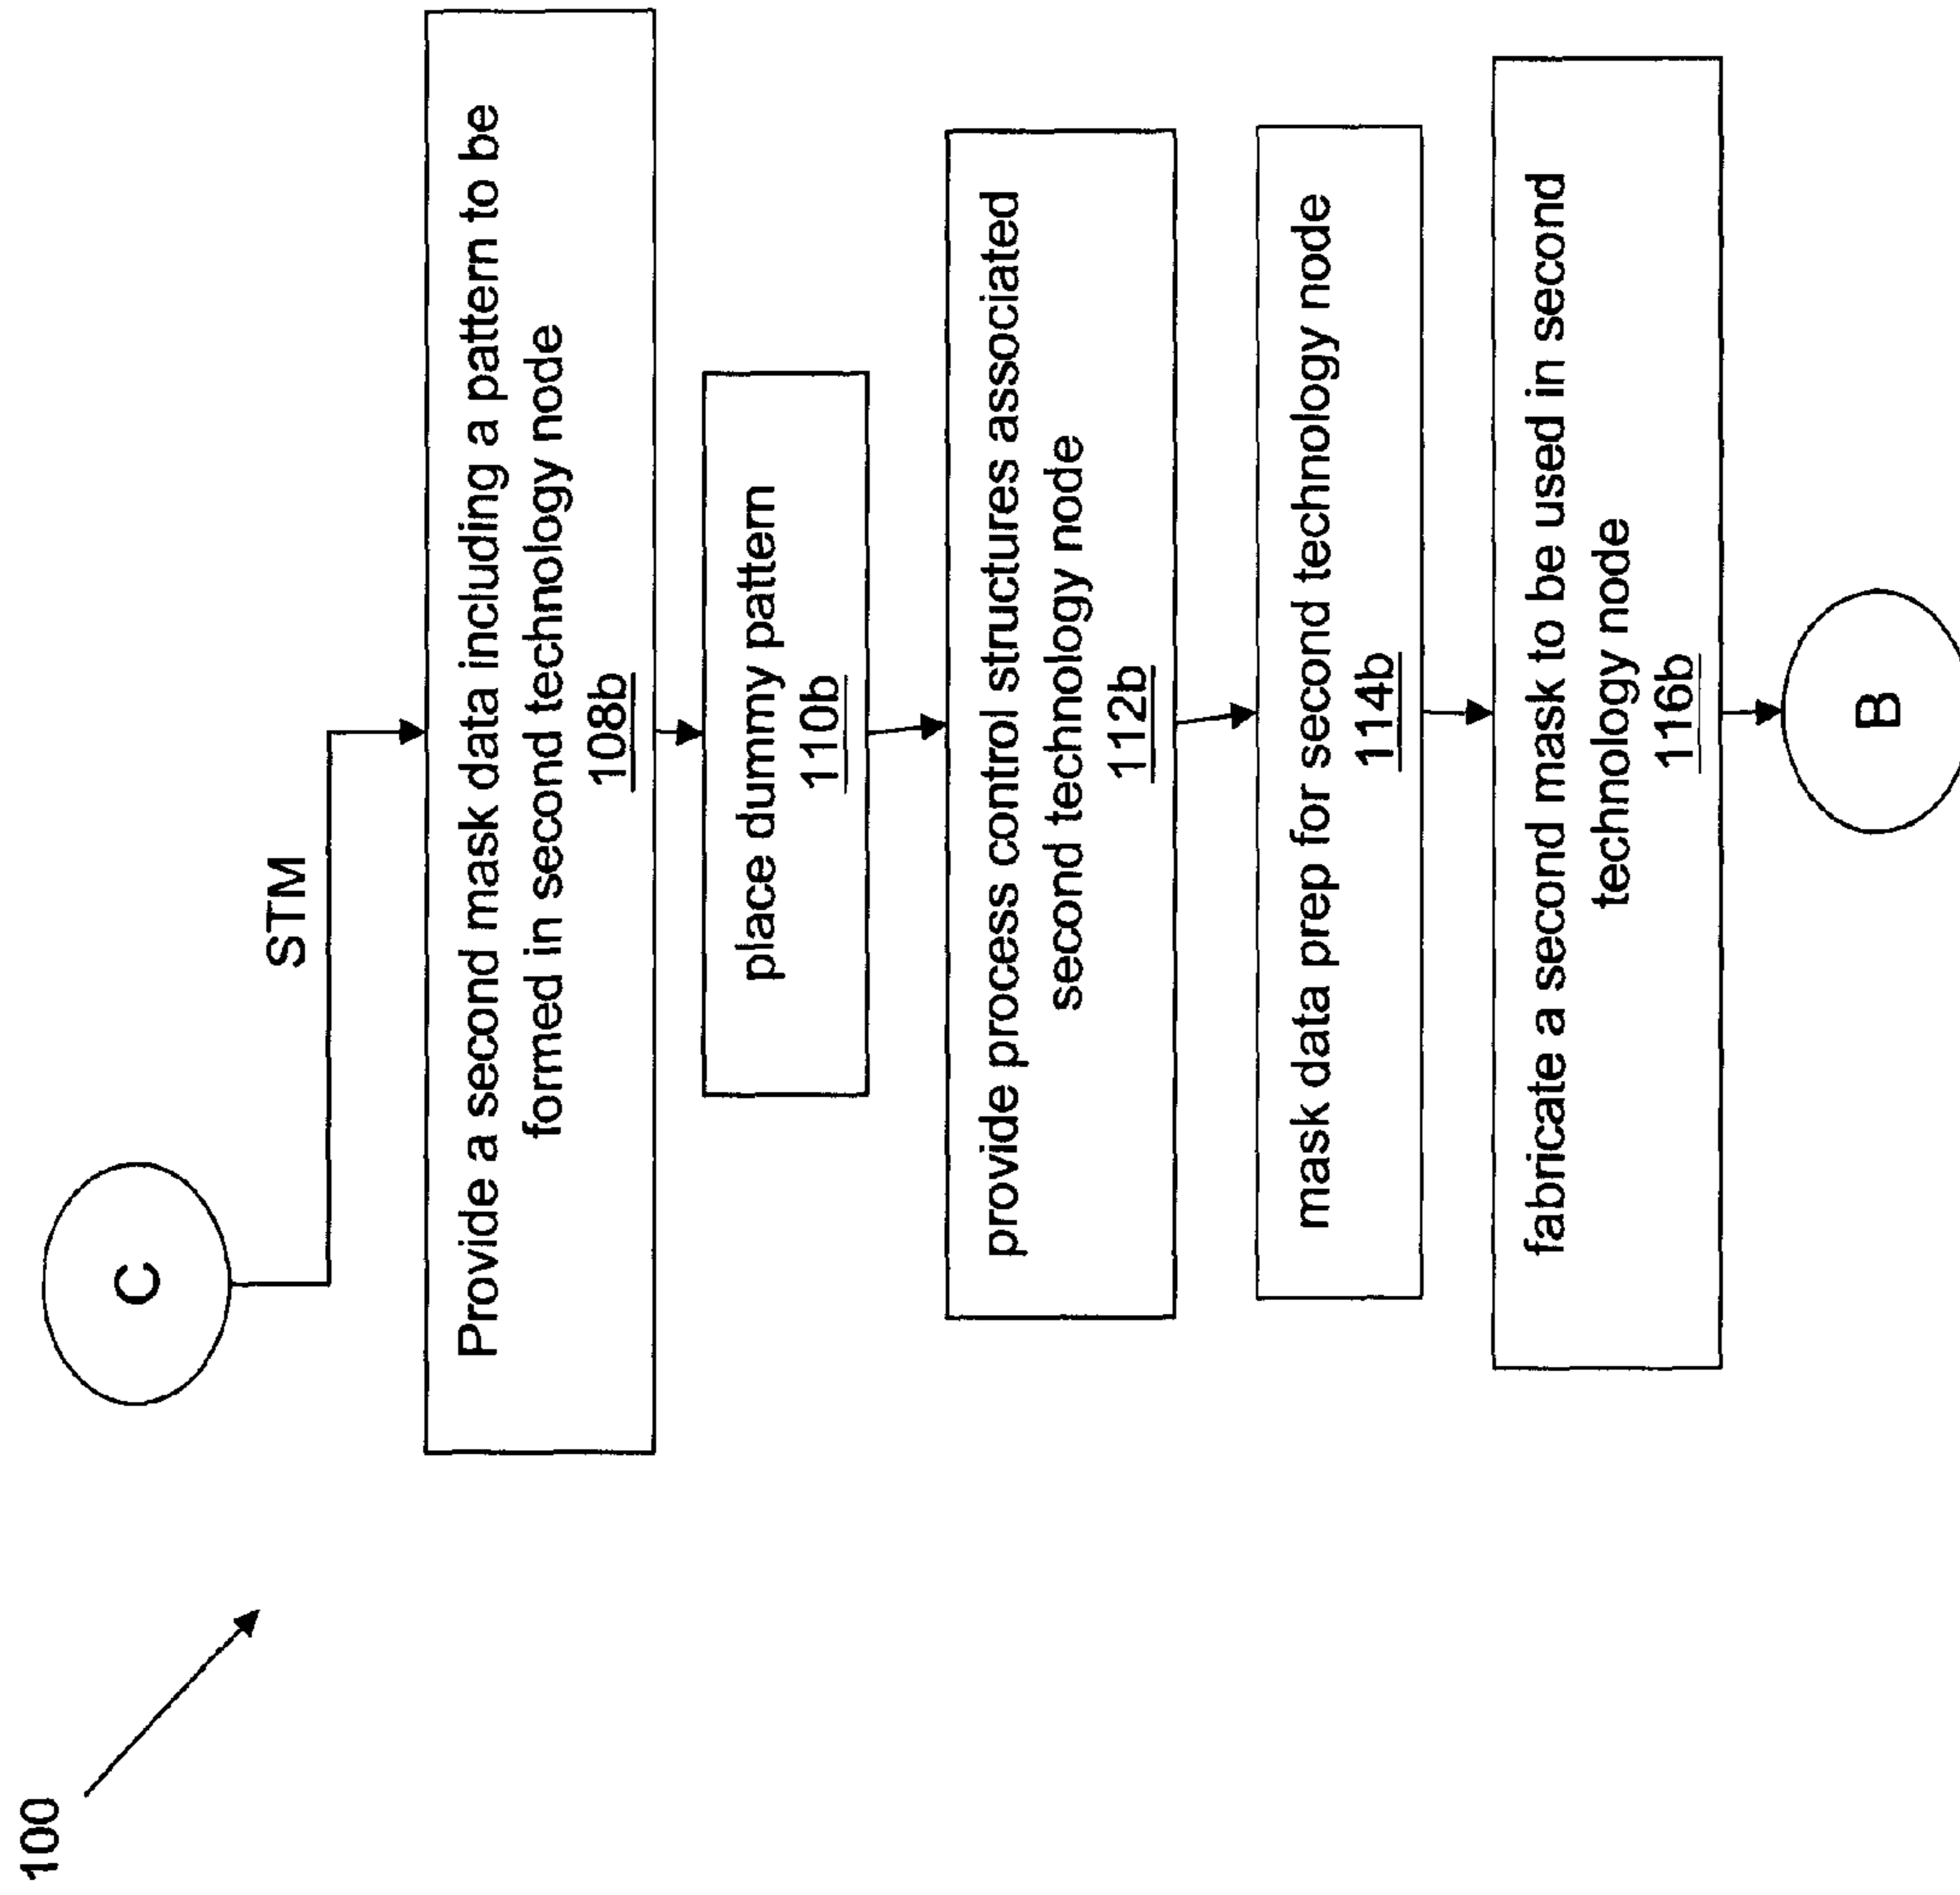 100
C
STM
Provide a second mask data including a pattern to be
formed in second technology node
108b
place dummy pattern
110b
provide process control structures associated
second technology node
112b
mask data prep for second technology node
114b
fabricate a second mask to be used in second
technology node
116b
B